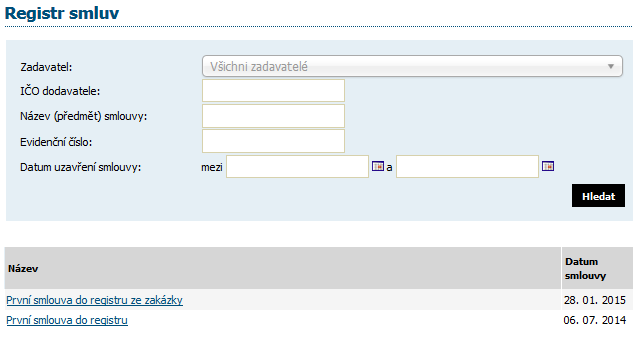 Registr smluv
Zadavatel: Všichni zadavatelé
IČO dodavatele:
Název (předmět) smlouvy:
Evidenční číslo:
Datum uzavření smlouvy: mezi a
Hledat
Název Datum smlouvy
První smlouva do registru ze zakázky 28. 01. 2015
První smlouva do registru 06. 07. 2014